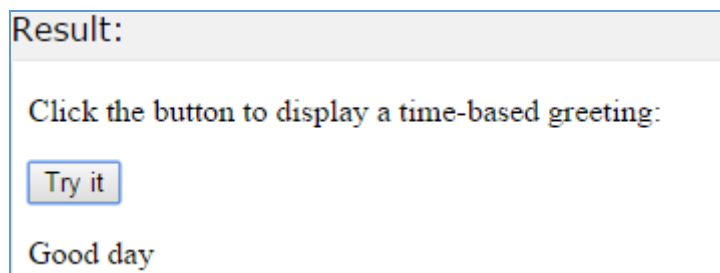 Result:
Click the button to display a time-based greeting:
Try it
Good day